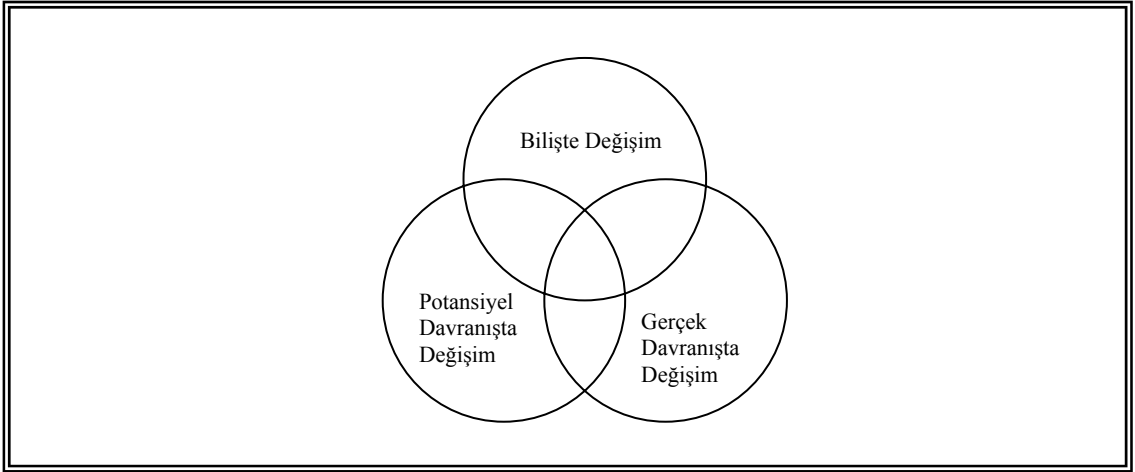 Bilişte Değişim
Potansiyel
Davranışta
Değişim
Gerçek
Davranışta
Değişim